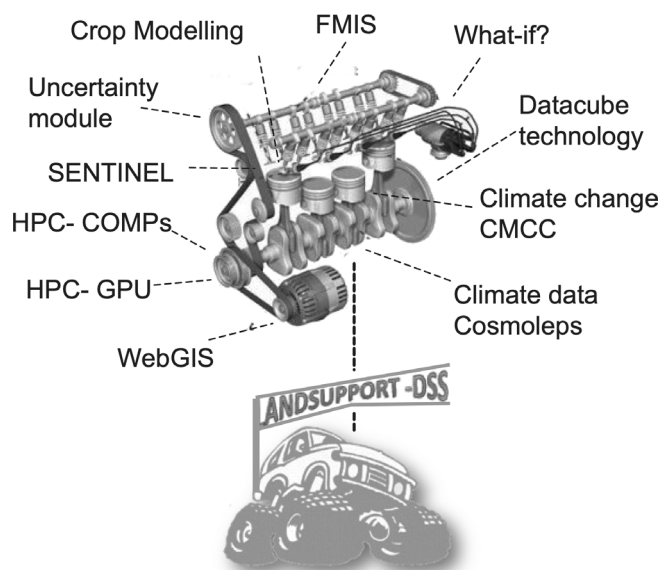 Crop Modelling
FMIS
What-if?
Uncertainty
module
Datacube
technology
SENTINEL
Climate change
CMCC
HPC- COMPs
HPC- GPU
Climate data
Cosmoleps
WebGIS
ANDSUPPORT -DSS